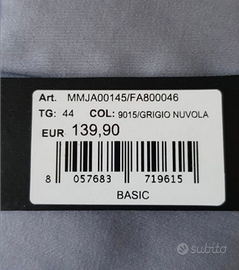 Art. MMJA00145/FA800046
TG: 44 COL: 9015/GRIGIO NUVOLA
EUR 139,90
8 057683 719615
BASIC
subito